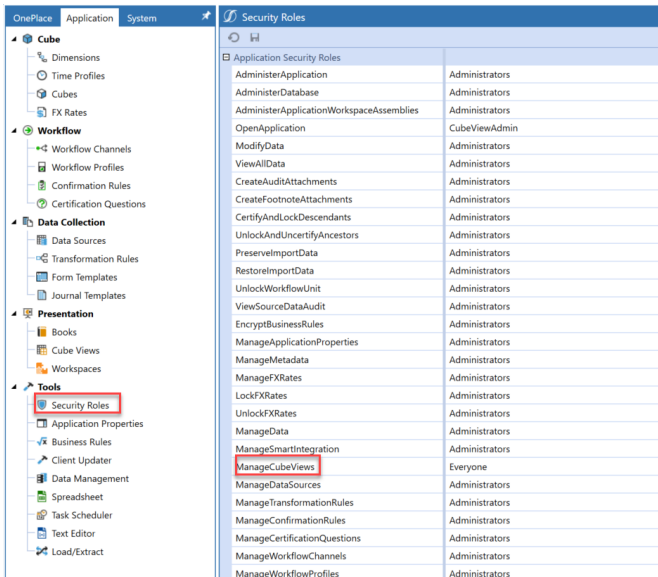 OnePlace Application System
Cube
Dimensions
Time Profiles
Cubes
FX Rates
Workflow
Workflow Channels
Workflow Profiles
Confirmation Rules
Certification Questions
Data Collection
Data Sources
Transformation Rules
Form Templates
Journal Templates
Presentation
Books
Cube Views
Workspaces
Tools
Security Roles
Application Properties
Business Rules
Client Updater
Data Management
Spreadsheet
Task Scheduler
Text Editor
Load/Extract
Security Roles
Application Security Roles
AdministerApplication Administrators
AdministerDatabase Administrators
AdministerApplicationWorkspaceAssemblies Administrators
OpenApplication CubeViewAdmin
ModifyData Administrators
ViewAllData Administrators
CreateAuditAttachments Administrators
CreateFootnoteAttachments Administrators
CertifyAndLockDescendants Administrators
UnlockAndUncertifyAncestors Administrators
PreserveImportData Administrators
RestoreImportData Administrators
UnlockWorkflowUnit Administrators
ViewSourceDataAudit Administrators
EncryptBusinessRules Administrators
ManageApplicationProperties Administrators
ManageMetadata Administrators
ManageFXRates Administrators
LockFXRates Administrators
UnlockFXRates Administrators
ManageData Administrators
ManageSmartIntegration Administrators
ManageCubeViews Everyone
ManageDataSources Administrators
ManageTransformationRules Administrators
ManageConfirmationRules Administrators
ManageCertificationQuestions Administrators
ManageWorkflowChannels Administrators
ManageWorkflowProfiles Administrators